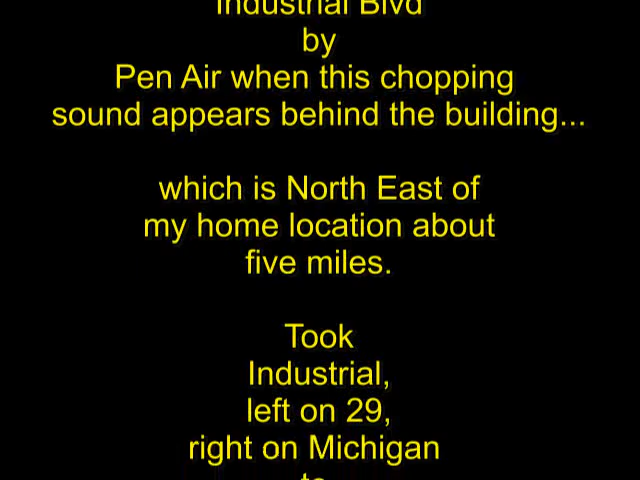 Industrial Blvd
by
Pen Air when this chopping
sound appears behind the building...
which is North East of
my home location about
five miles.
Took
Industrial,
left on 29,
right on Michigan
to